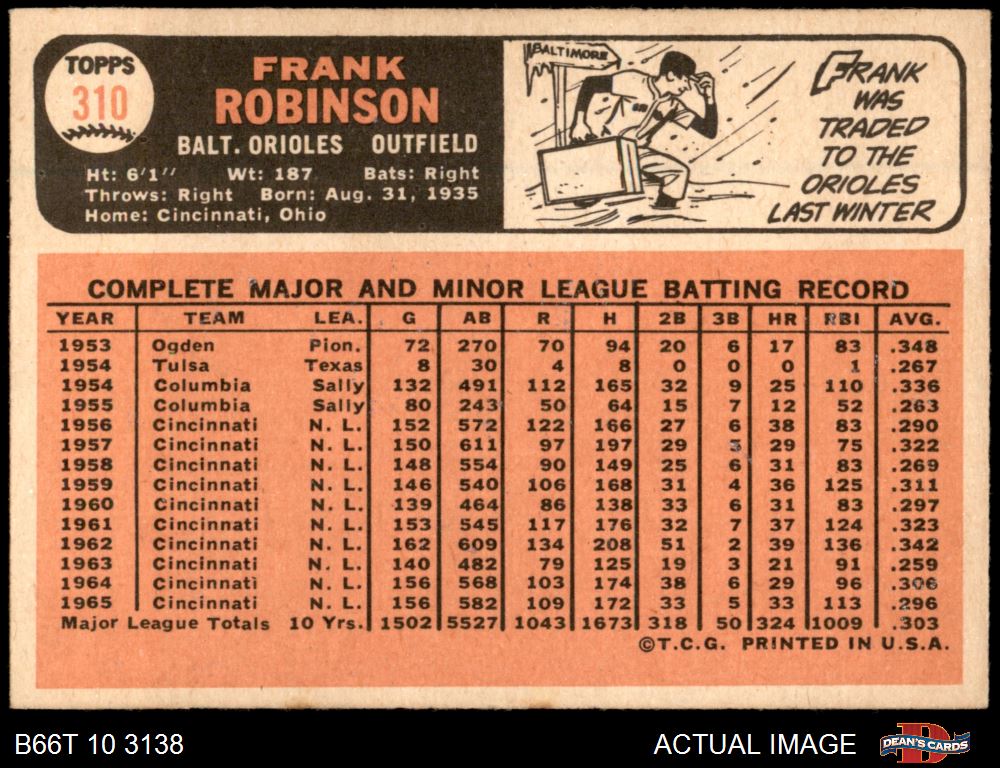 TOPPS
310
FRANK
ROBINSON
BALT. ORIOLES OUTFIELD
Ht: 6'1" Wt: 187 Bats: Right
Throws: Right Born: Aug. 31, 1935
Home: Cincinnati, Ohio
BALTIMORE
FRANK
WAS
TRADED
TO THE
ORIOLES
LAST WINTER
COMPLETE MAJOR AND MINOR LEAGUE BATTING RECORD
YEAR TEAM LEA. G AB R H 2B 3B HR RBI AVG.
1953 Ogden Pion. 72 270 70 94 20 6 17 83 .348
1954 Tulsa Texas 8 30 4 8 0 0 0 1 .267
1954 Columbia Sally 132 491 112 165 32 9 25 110 .336
1955 Columbia Sally 80 243 50 64 15 7 12 52 .263
1956 Cincinnati N. L. 152 572 122 166 27 6 38 83 .290
1957 Cincinnati N. L. 150 611 97 197 29 29 75 .322
1958 Cincinnati N. L. 148 554 90 149 25 6 31 83 .269
1959 Cincinnati N. L. 146 540 106 168 31 4 36 125 .311
1960 Cincinnati N. L. 139 464 86 138 33 6 31 83 .297
1961 Cincinnati N. L. 153 545 117 176 32 7 37 124 .323
1962 Cincinnati N. L. 162 609 134 208 51 2 39 136 .342
1963 Cincinnati N. L. 140 482 79 125 19 3 21 91 .259
1964 Cincinnati N. L. 156 568 103 174 38 6 29 96 .306
1965 Cincinnati N. L. 156 582 109 172 33 5 33 113 .296
Major League Totals 10 Yrs. 1502 5527 1043 1673 318 50 324 1009 .303
©T.C.G. PRINTED IN U.S.A.
B66T 10 3138 ACTUAL IMAGE DEAN'S CARDS